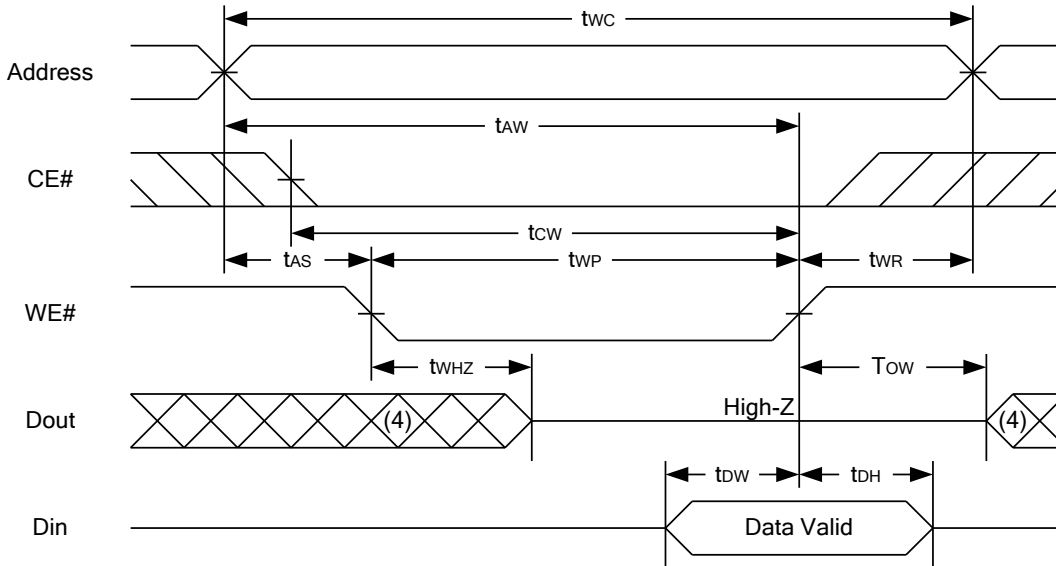 tWC
Address
tAW
CE#
tCW
tAS
tWP
tWR
WE#
tWHZ
TOW
Dout
(4)
High-Z
(4)
tDW
tDH
Din
Data Valid